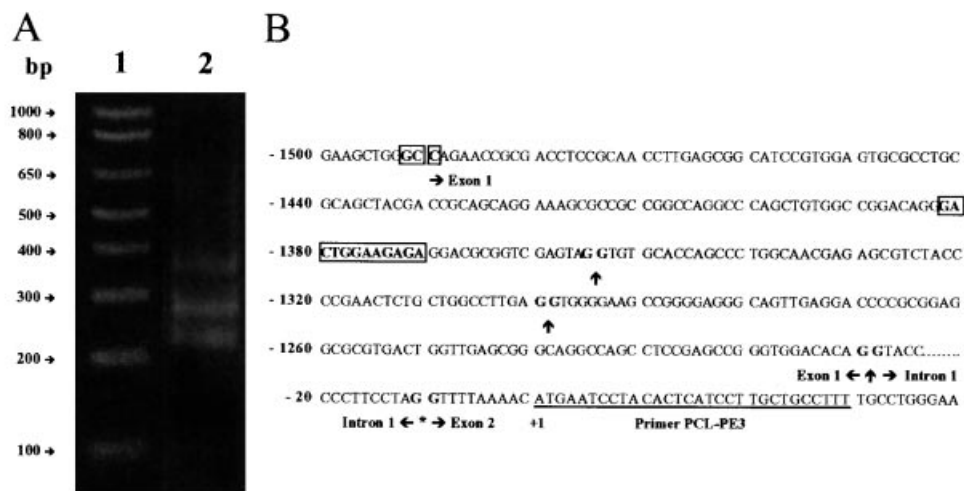 A
B
bp 1 2
1000 →
800 →
650 →
500 →
400 →
300 →
200 →
100 →
- 1500 GAAGCTGGGC CAGAACCGCG ACCTCCGCAA CCTTGAGCGG CATCCGTGGA GTGCGCCTGC
→ Exon 1
- 1440 GCAGCTACGA CCGCAGCAGG AAAGCGCCGC CGGCCAGGCC CAGCTGTGGC CGGACAGGGA
- 1380 CTGGAAGAGA GGACGCGGTC GAGTAGGTGT GCACCAGCCC TGGCAACGAG AGCGTCTACC
↑
- 1320 CCGAACTCTG CTGGCCTTGA GGTGGGGAAG CCGGGGAGGG CAGTTGAGGA CCCCCGCGGAG
↑
- 1260 GCGCGTGACT GGTTGAGCGG GCAGGCCAGC CTCCGAGCCG GGTGGACACA GGTACC........
Exon 1 ← ↑ → Intron 1
- 20 CCCTTCCTAG GTTTTAAAAC ATGAATCCTA CACTCATCCT TGCTGCCTTT TGCCTGGGAA
Intron 1 ← * → Exon 2 +1 Primer PCL-PE3